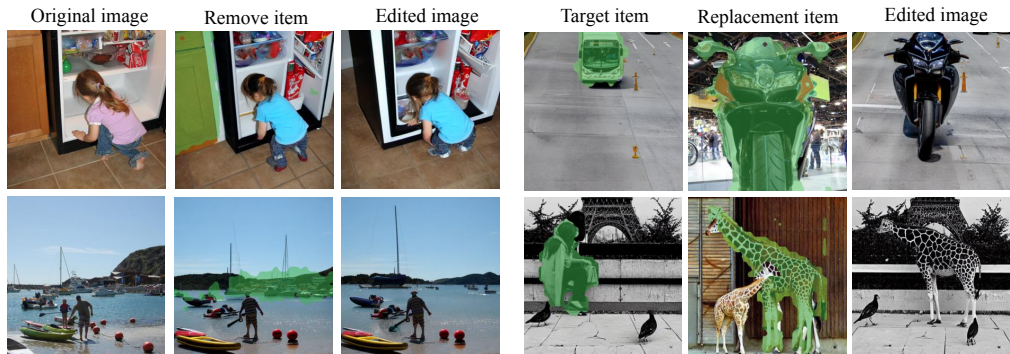 Original image
Remove item
Edited image
Target item
Replacement item
Edited image